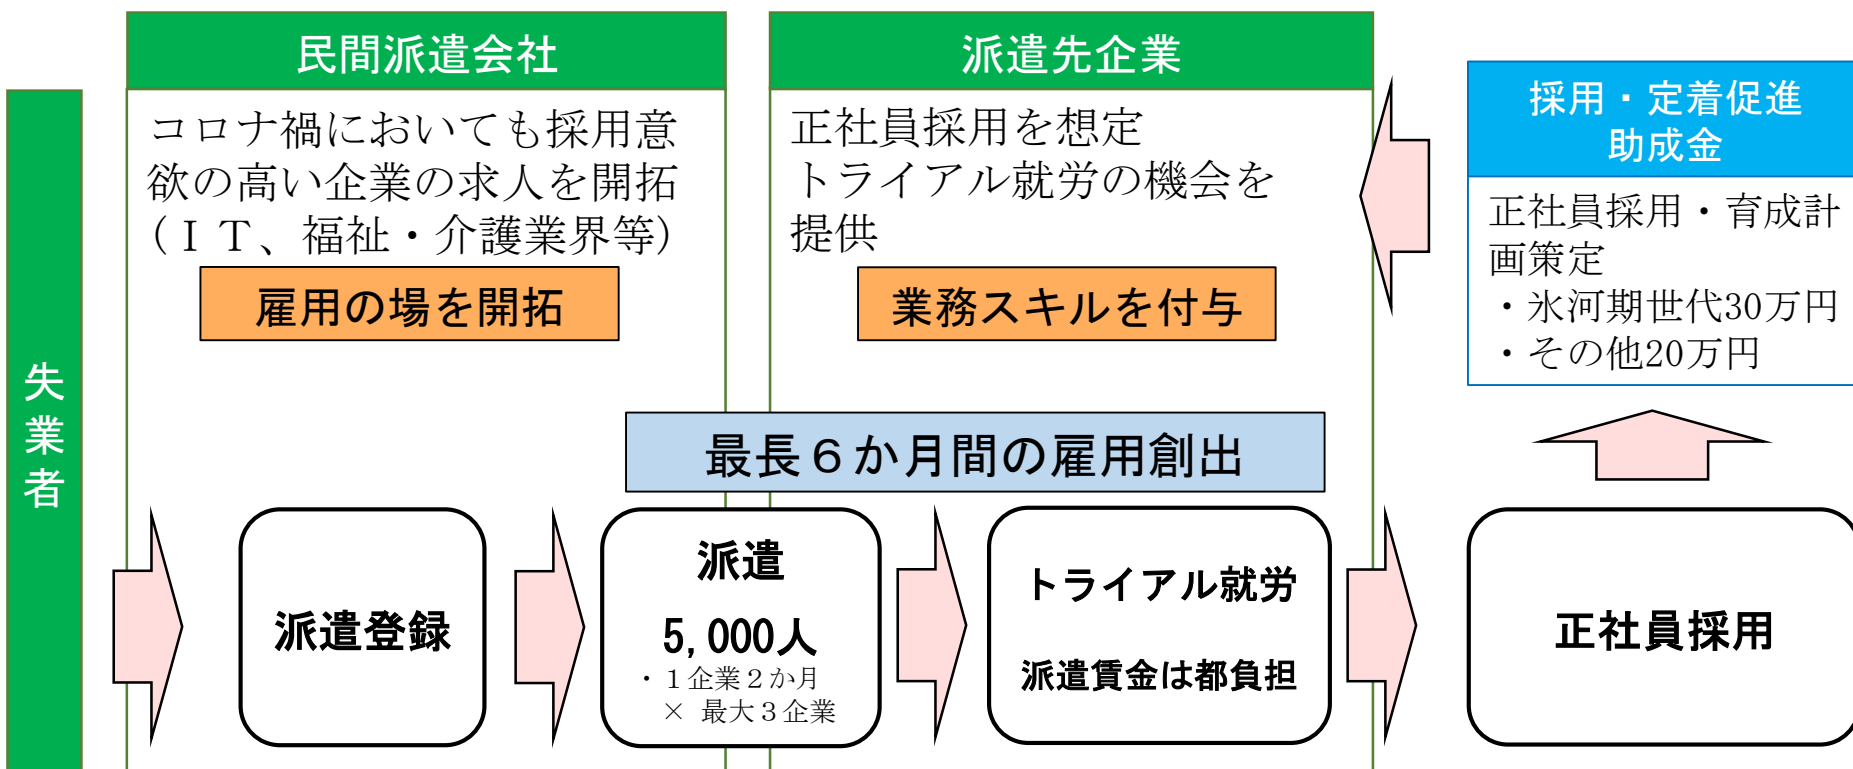 失業者
民間派遣会社
コロナ禍においても採用意
欲の高い企業の求人を開拓
(ＩＴ、福祉・介護業界等)
雇用の場を開拓
派遣先企業
正社員採用を想定
トライアル就労の機会を
提供
業務スキルを付与
採用・定着促進
助成金
正社員採用・育成計
画策定
・氷河期世代30万円
・その他20万円
最長６か月間の雇用創出
派遣登録
派遣
5,000人
・１企業２か月
× 最大３企業
トライアル就労
派遣賃金は都負担
正社員採用